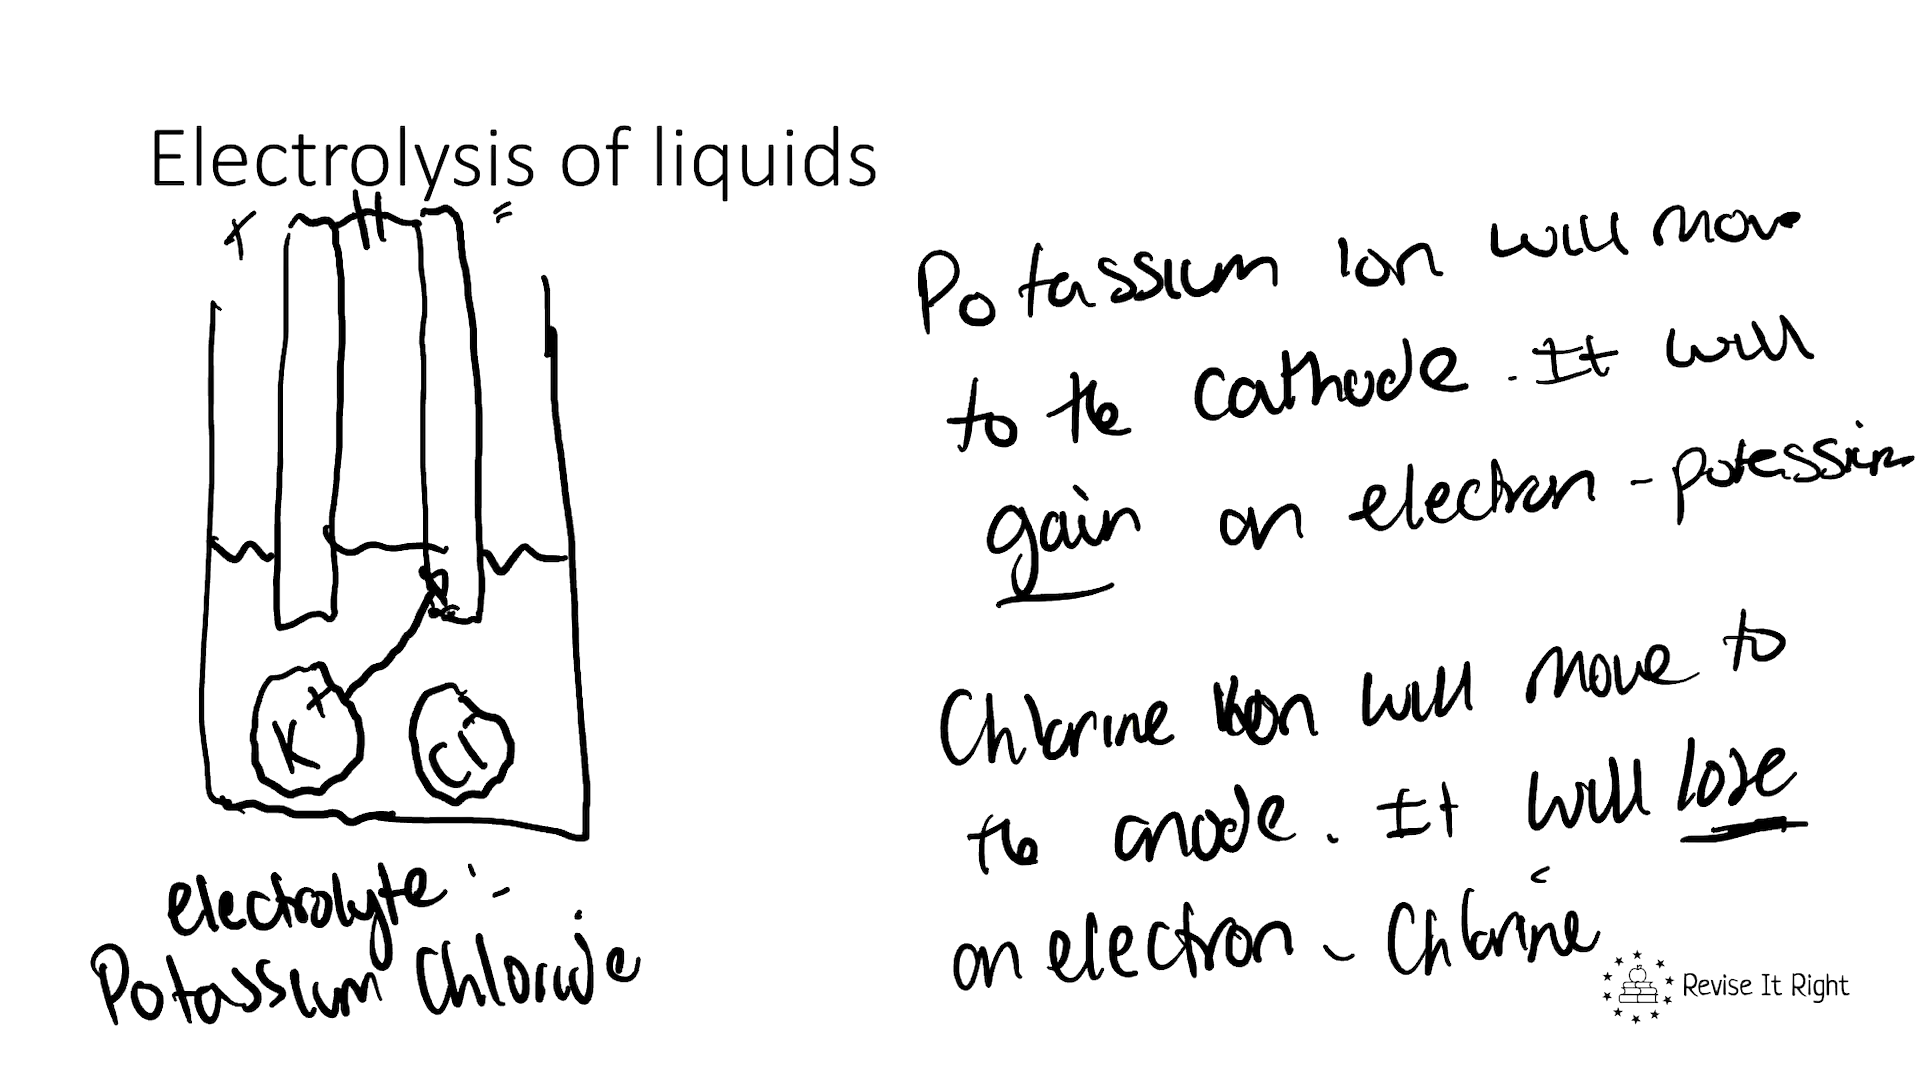 Electrolysis of liquids
+ =
K+ Cl-
electrolyte :-
Potassium Chloride
Potassium ion will move
to the cathode. It will
gain an electron - potassium
Chlorine ion will move to
the anode. It will lose
an electron - Chlorine
Revise It Right